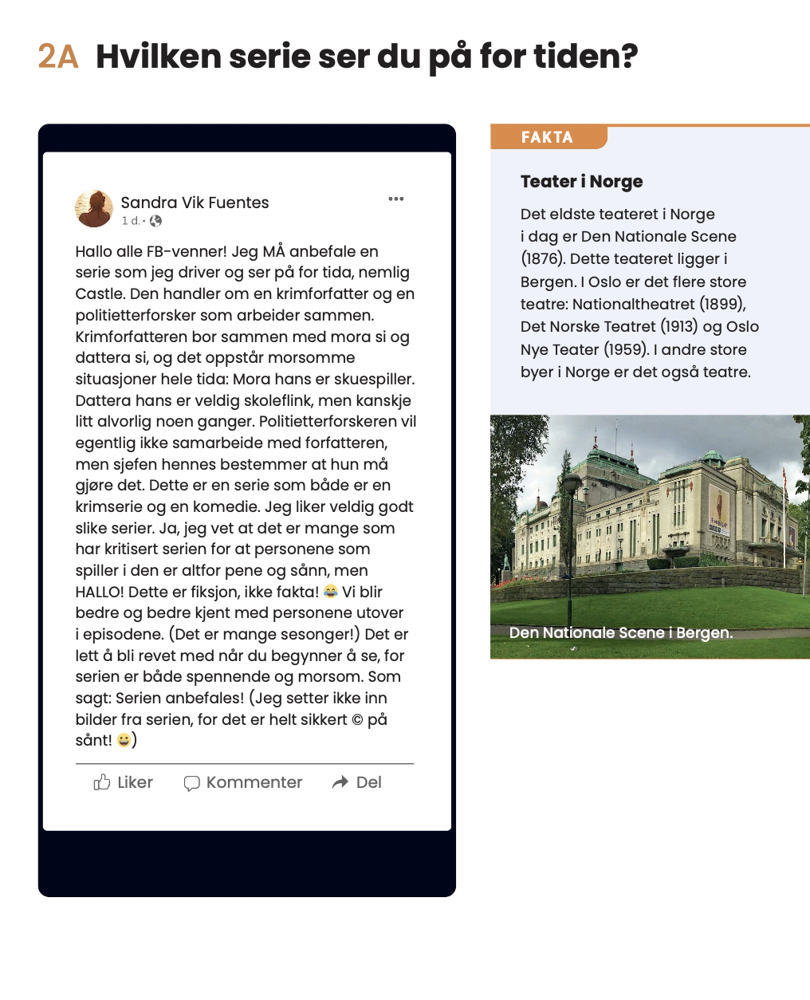 2A Hvilken serie ser du på for tiden?
Sandra Vik Fuentes
1 d.
Hallo alle FB-venner! Jeg MÅ anbefale en
serie som jeg driver og ser på for tida, nemlig
Castle. Den handler om en krimforfatter og en
politietterforsker som arbeider sammen.
Krimforfatteren bor sammen med mora si og
dattera si, og det oppstår morsomme
situasjoner hele tida: Mora hans er skuespiller.
Dattera hans er veldig skoleflink, men kanskje
litt alvorlig noen ganger. Politietterforskeren vil
egentlig ikke samarbeide med forfatteren,
men sjefen hennes bestemmer at hun må
gjøre det. Dette er en serie som både er en
krimserie og en komedie. Jeg liker veldig godt
slike serier. Ja, jeg vet at det er mange som
har kritisert serien for at personene som
spiller i den er altfor pene og sånn, men
HALLO! Dette er fiksjon, ikke fakta! 😂 Vi blir
bedre og bedre kjent med personene utover
i episodene. (Det er mange sesonger!) Det er
lett å bli revet med når du begynner å se, for
serien er både spennende og morsom. Som
sagt: Serien anbefales! (Jeg setter ikke inn
bilder fra serien, for det er helt sikkert © på
sånt! 😀)
Liker Kommenter Del
FAKTA
Teater i Norge
Det eldste teateret i Norge
i dag er Den Nationale Scene
(1876). Dette teateret ligger i
Bergen. I Oslo er det flere store
teatre: Nationaltheatret (1899),
Det Norske Teatret (1913) og Oslo
Nye Teater (1959). I andre store
byer i Norge er det også teatre.
Den Nationale Scene i Bergen.